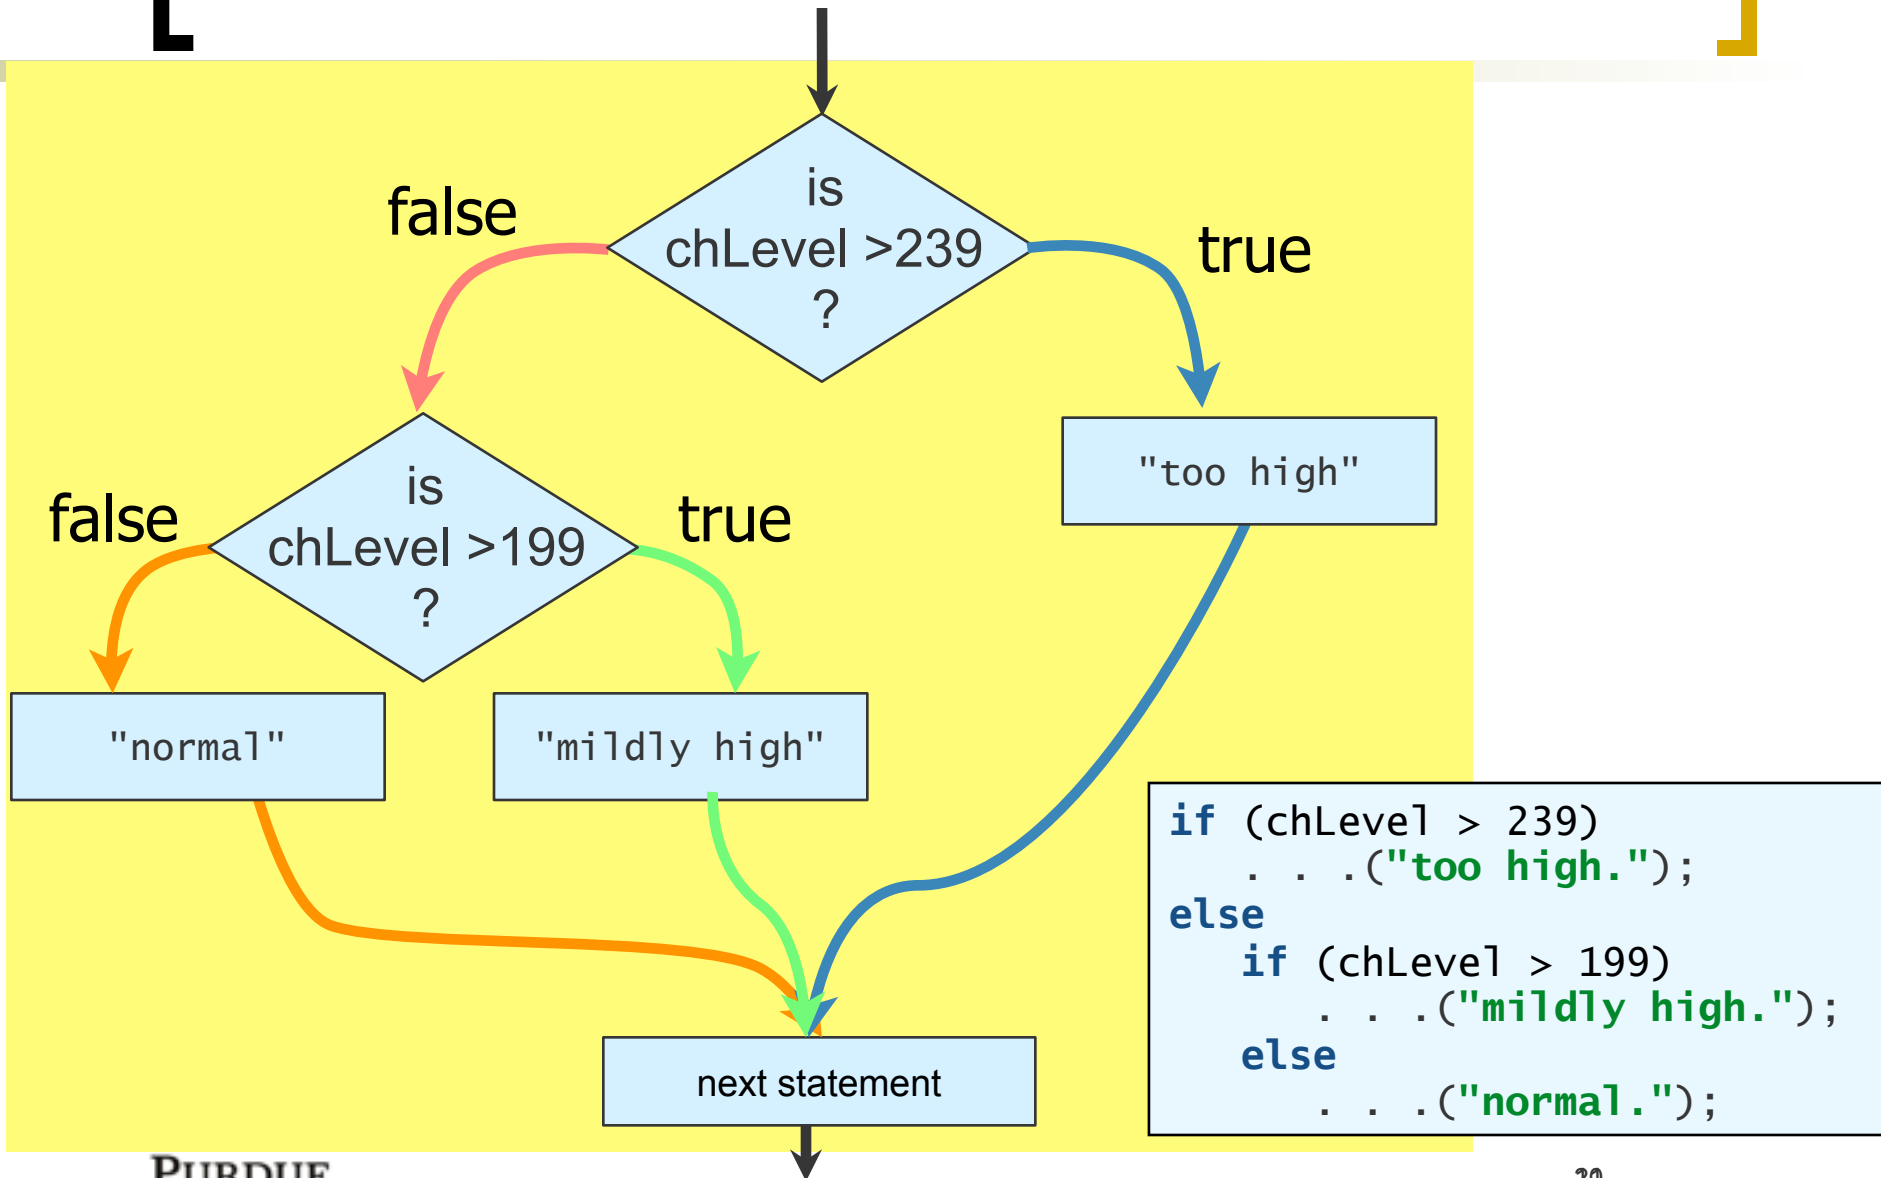 is
chLevel >239
?
false
true
"too high"
is
chLevel >199
?
false
true
"normal"
"mildly high"
next statement
if (chLevel > 239)
. . .("too high.");
else
if (chLevel > 199)
. . .("mildly high.");
else
. . .("normal.");
PURDUE